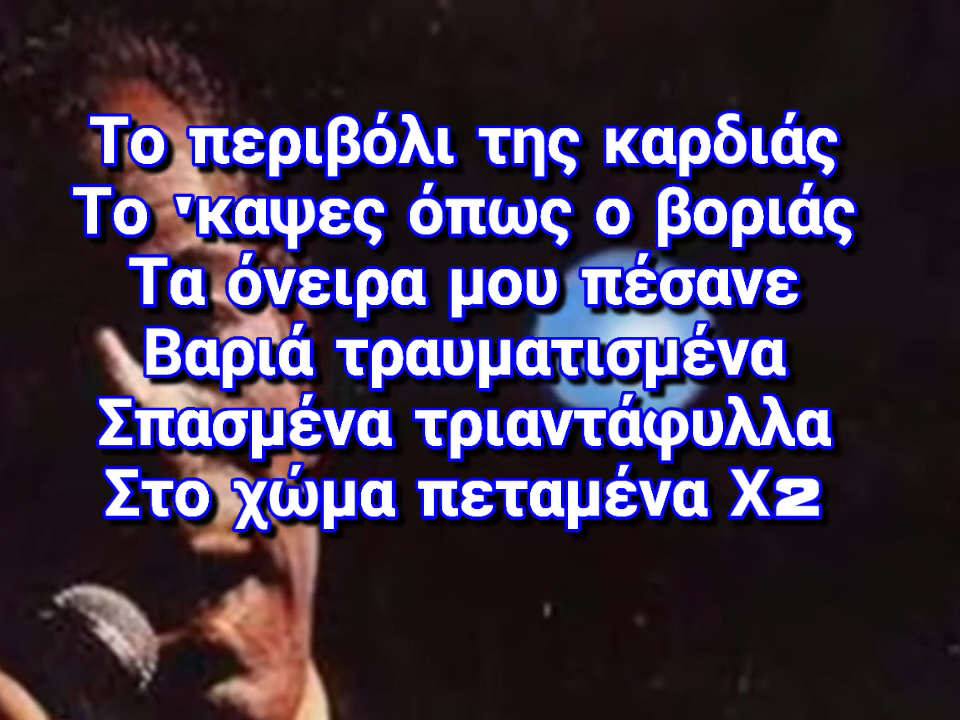 Το περιβόλι της καρδιάς
Το 'καψες όπως ο βοριάς
Τα όνειρα μου πέσανε
Βαριά τραυματισμένα
Σπασμένα τριαντάφυλλα
Στο χώμα πεταμένα Χ2